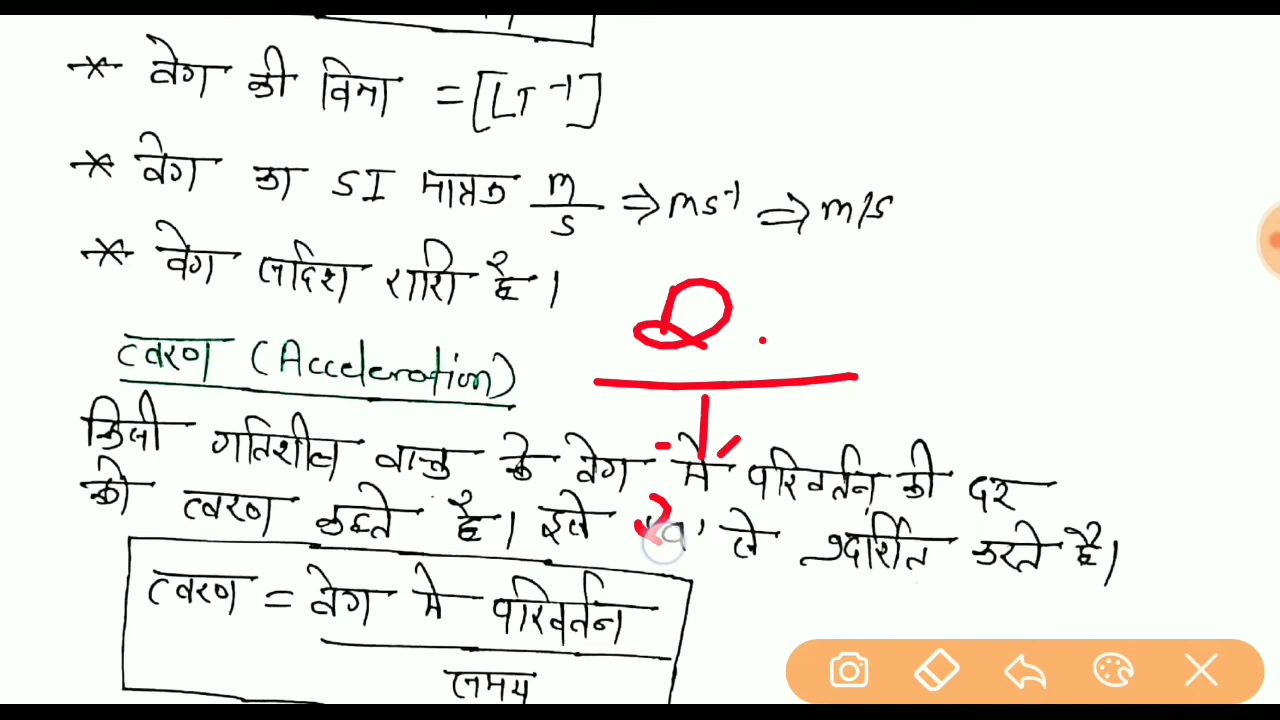 * वेग की विमा = [LT⁻¹]
* वेग का SI मात्रक m/s ⇒ ms⁻¹ ⇒ m/s
* वेग सदिश राशि है।
त्वरण (Acceleration)
किसी गतिशील वस्तु के वेग में परिवर्तन की दर
को त्वरण कहते है। इसे 'a' से प्रदर्शित करते है।
त्वरण = वेग मे परिवर्तन
समय